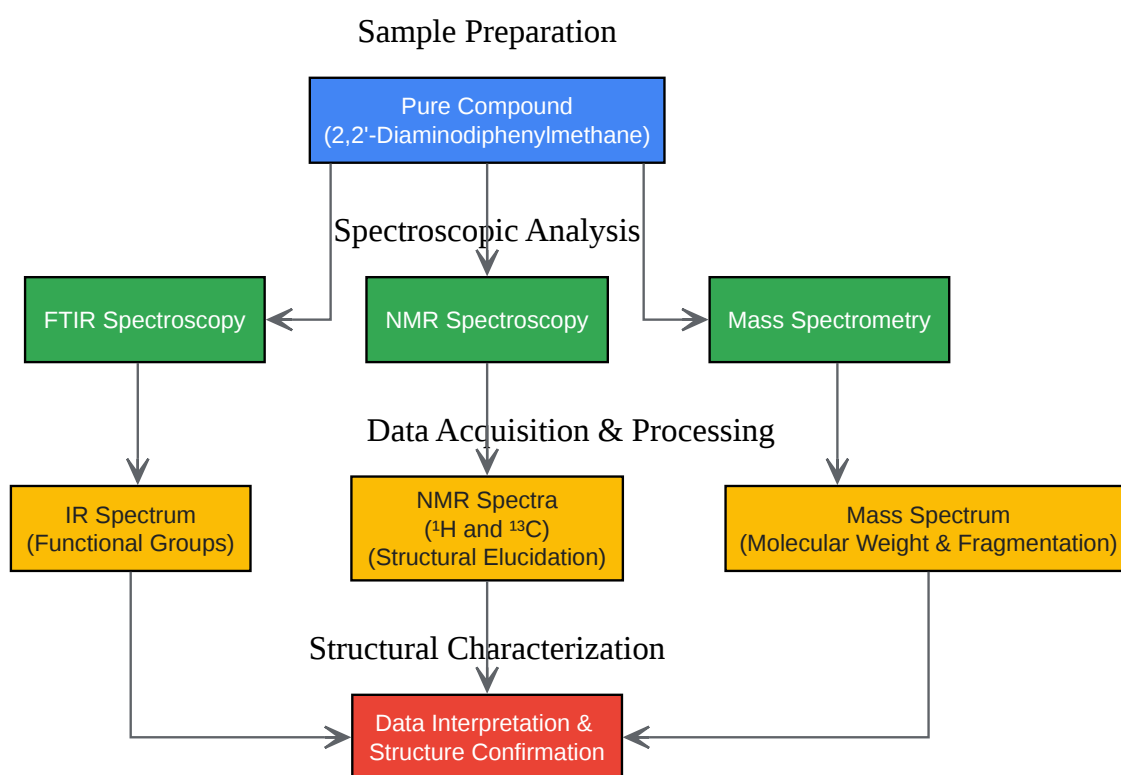 Sample Preparation
Pure Compound
(2,2'-Diaminodiphenylmethane)
Spectroscopic Analysis
FTIR Spectroscopy
NMR Spectroscopy
Mass Spectrometry
Data Acquisition & Processing
IR Spectrum
(Functional Groups)
NMR Spectra
(¹H and ¹³C)
(Structural Elucidation)
Mass Spectrum
(Molecular Weight & Fragmentation)
Structural Characterization
Data Interpretation &
Structure Confirmation